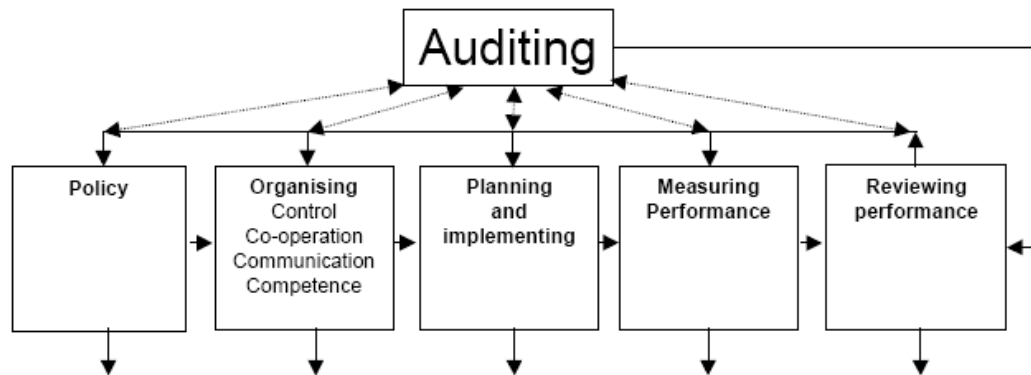 Auditing
Policy
Organising
Control
Co-operation
Communication
Competence
Planning
and
implementing
Measuring
Performance
Reviewing
performance